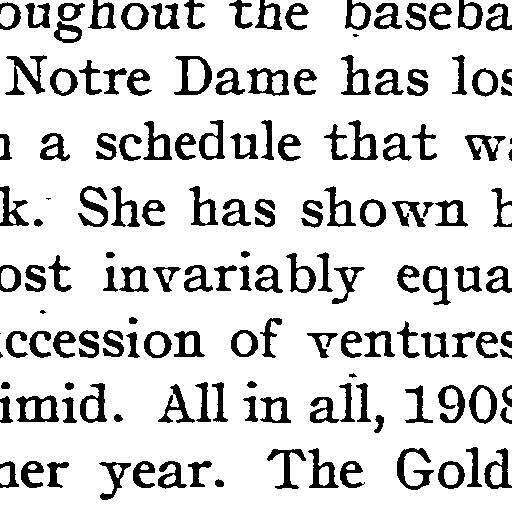 oughout the baseba
Notre Dame has los
a schedule that wa
k. She has shown b
ost invariably equa
ccession of ventures
imid. All in all, 1908
her year. The Gold